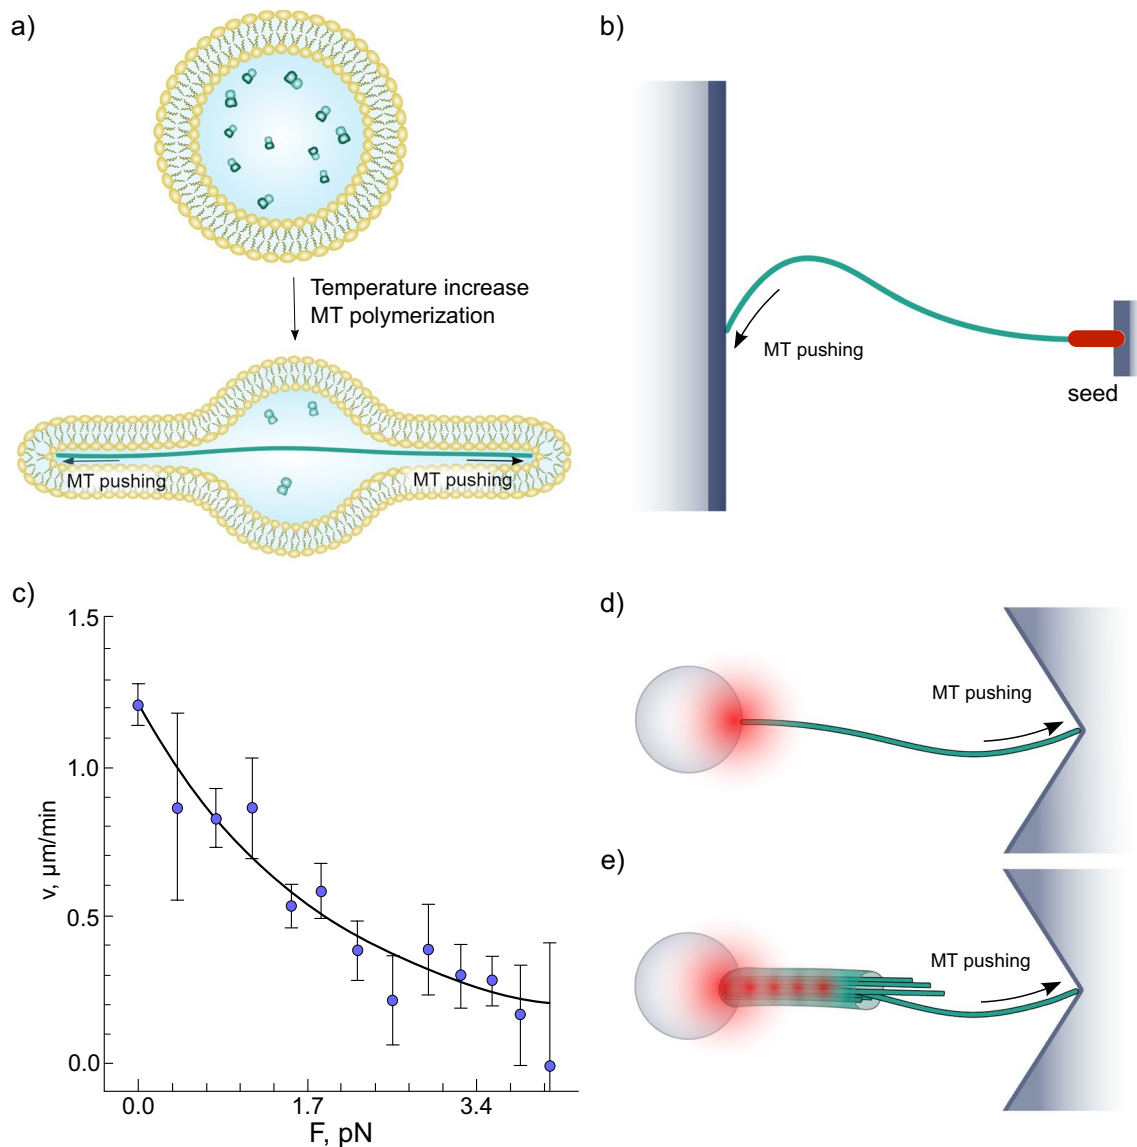 a)
Temperature increase
MT polymerization
MT pushing
MT pushing
b)
MT pushing
seed
c)
1.5
1.0
0.5
0.0
v, μm/min
0.0
1.7
3.4
F, pN
d)
MT pushing
e)
MT pushing